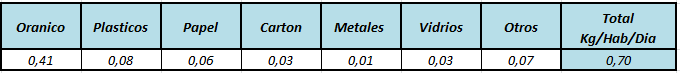 Oranico Plasticos Papel Carton Metales Vidrios Otros Total Kg/Hab/Dia
0,41 0,08 0,06 0,03 0,01 0,03 0,07 0,70